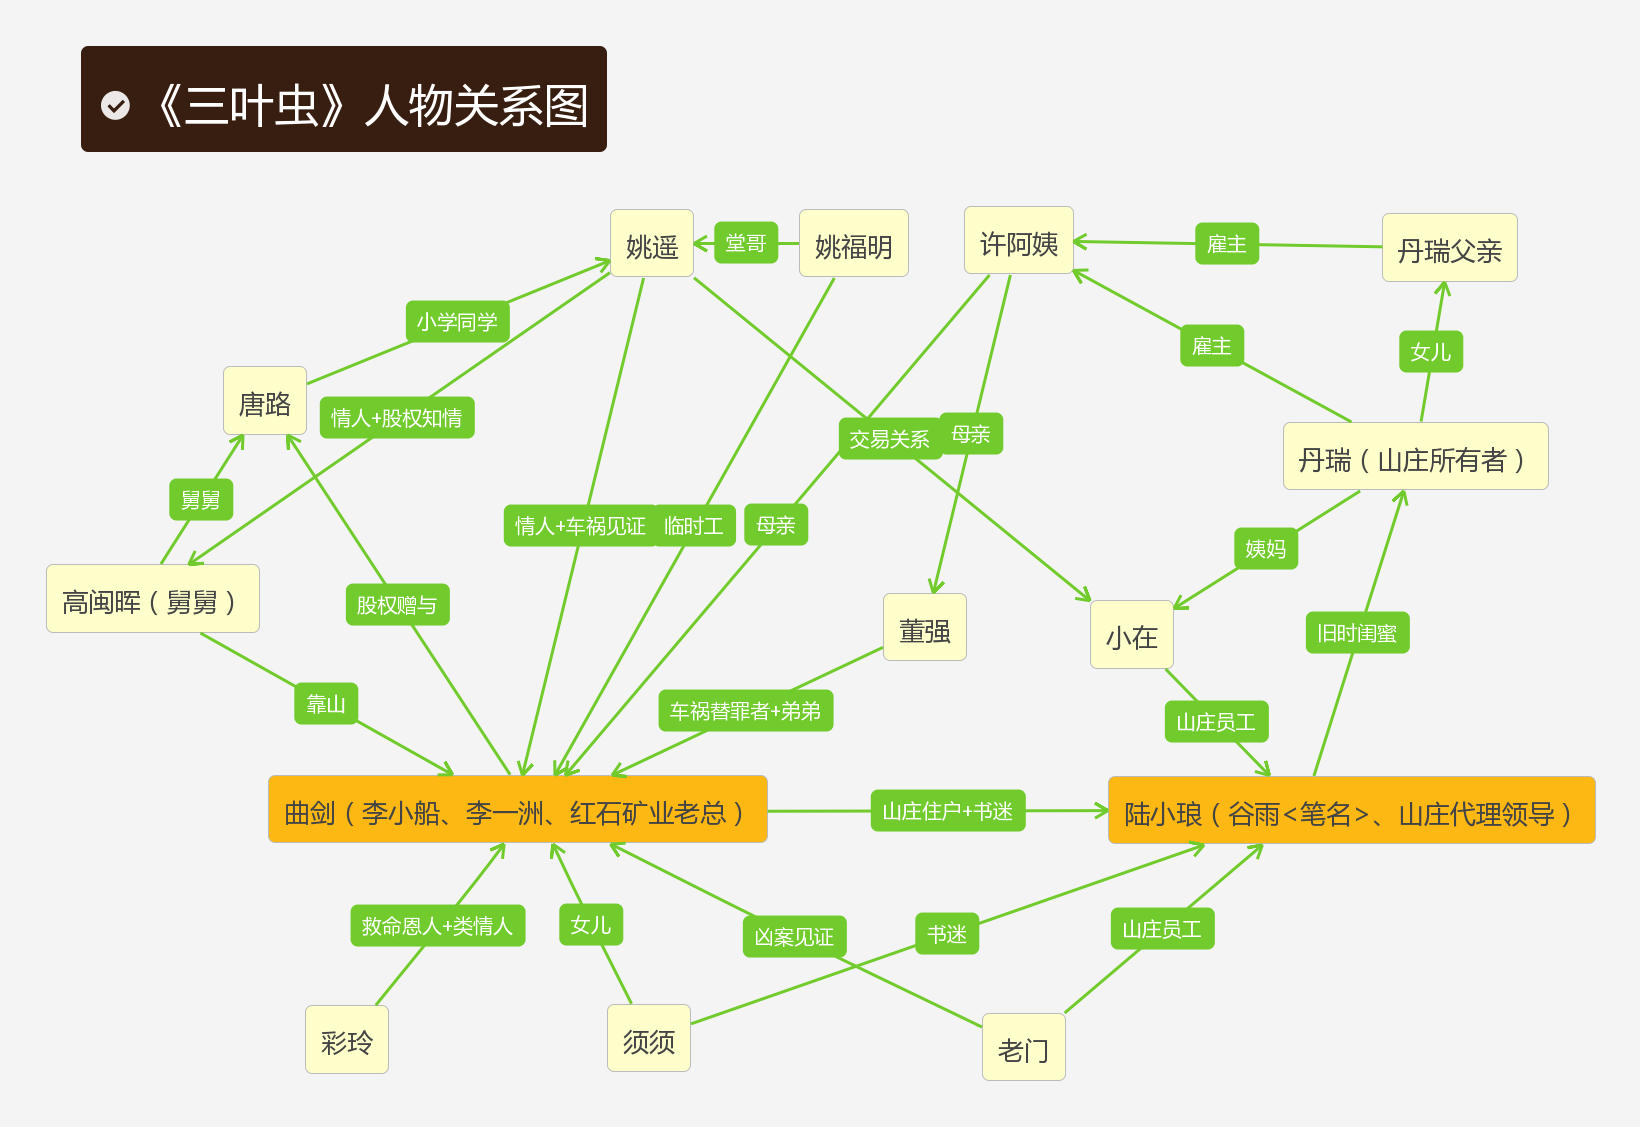 《三叶虫》人物关系图
姚遥
堂哥
姚福明
许阿姨
雇主
丹瑞父亲
小学同学
雇主
女儿
唐路
情人+股权知情
交易关系
母亲
丹瑞（山庄所有者）
舅舅
情人+车祸见证
临时工
母亲
姨妈
高闽晖（舅舅）
股权赠与
董强
小在
旧时闺蜜
靠山
车祸替罪者+弟弟
山庄员工
曲剑（李小船、李一洲、红石矿业老总）
山庄住户+书迷
陆小琅（谷雨<笔名>、山庄代理领导）
救命恩人+类情人
女儿
凶案见证
书迷
山庄员工
彩玲
须须
老门